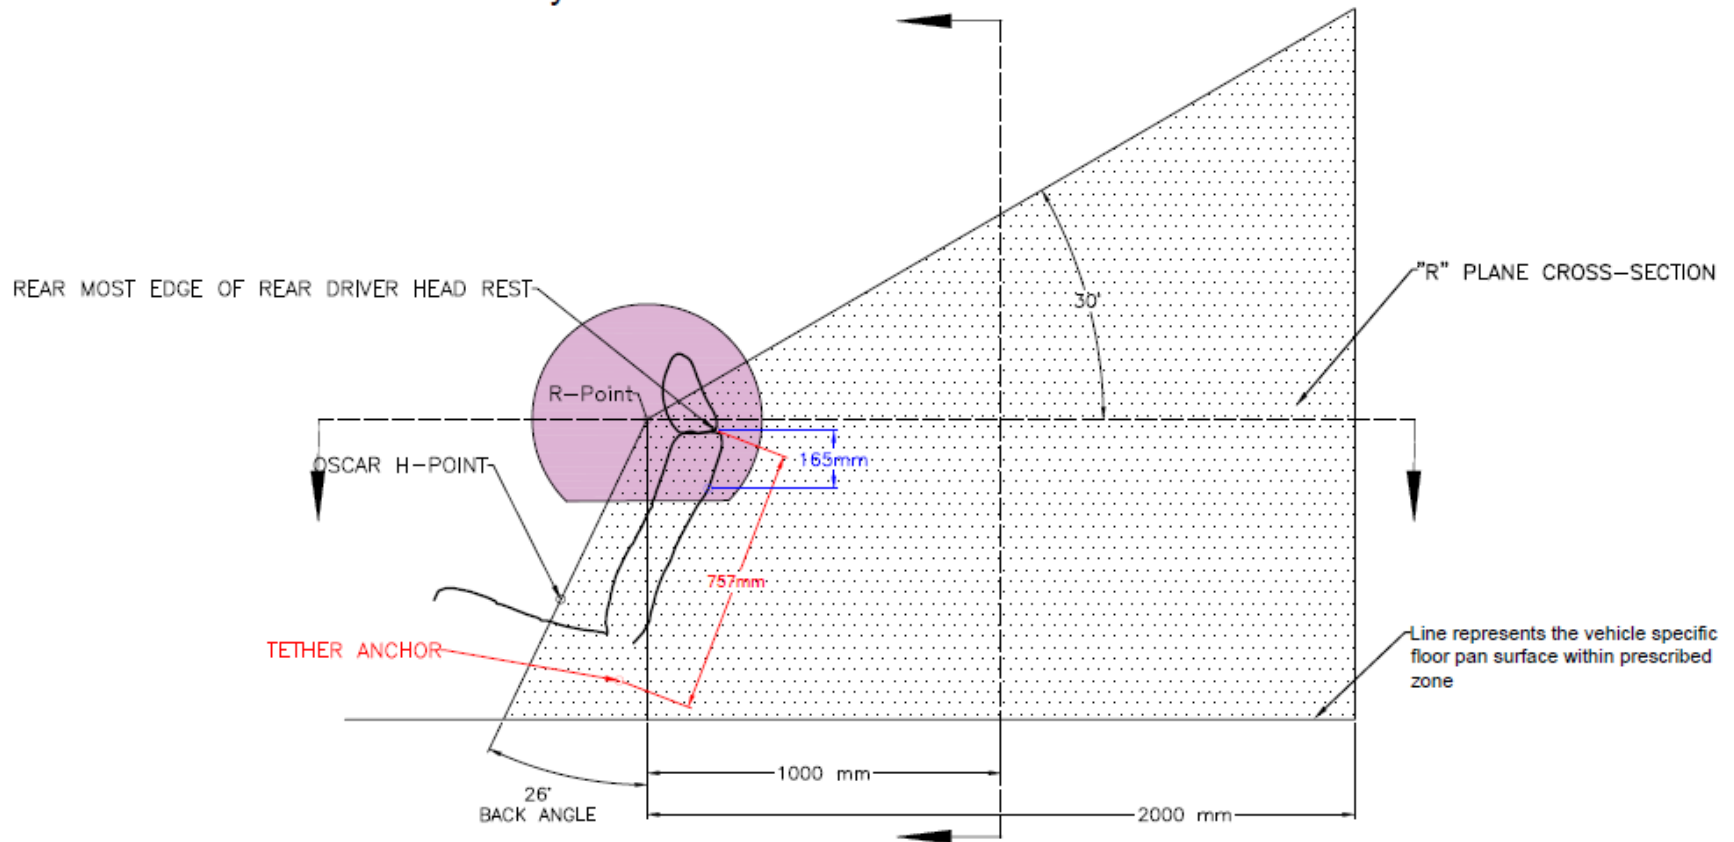 y
"R" PLANE CROSS-SECTION
REAR MOST EDGE OF REAR DRIVER HEAD REST
30°
R-Point
OSCAR H-POINT
165mm
757mm
TETHER ANCHOR
Line represents the vehicle specific
floor pan surface within prescribed
zone
1000 mm
26°
BACK ANGLE
2000 mm